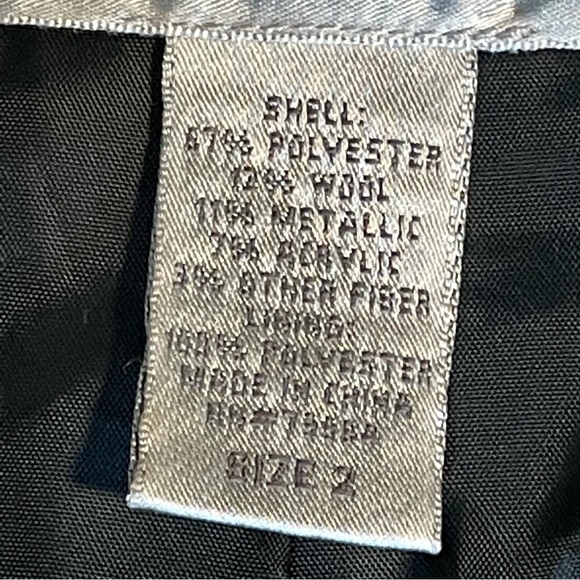 SHELL:
67% POLYESTER
12% WOOL
11% METALLIC
7% ACRYLIC
3% OTHER FIBER
LINING:
100% POLYESTER
MADE IN CHINA
SIZE 2